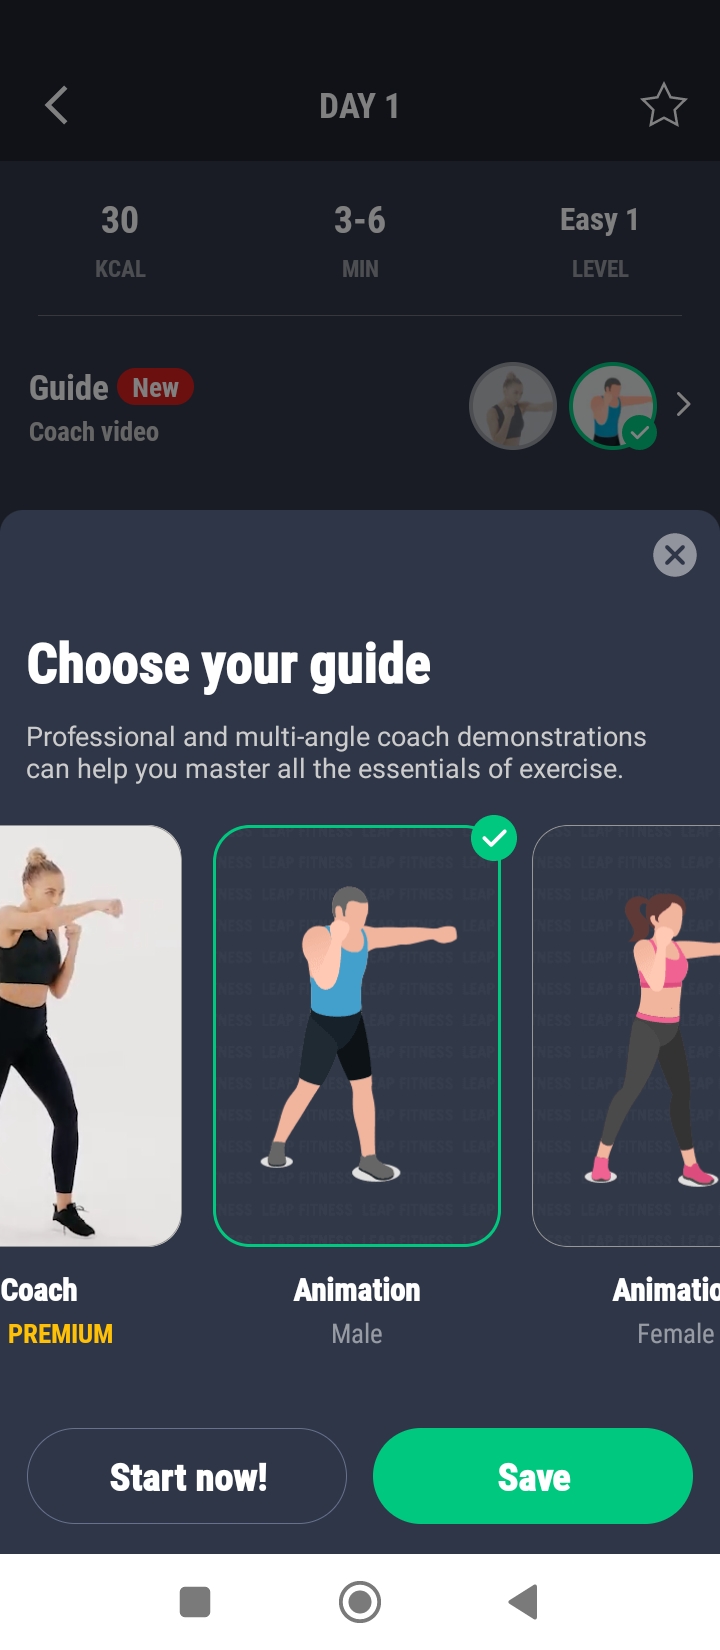 DAY 1
30
3-6
Easy 1
KCAL
MIN
LEVEL
Guide New
Coach video
Choose your guide
Professional and multi-angle coach demonstrations
can help you master all the essentials of exercise.
LEAP FITNESS
Coach
PREMIUM
Animation
Male
Animatio
Female
Start now!
Save